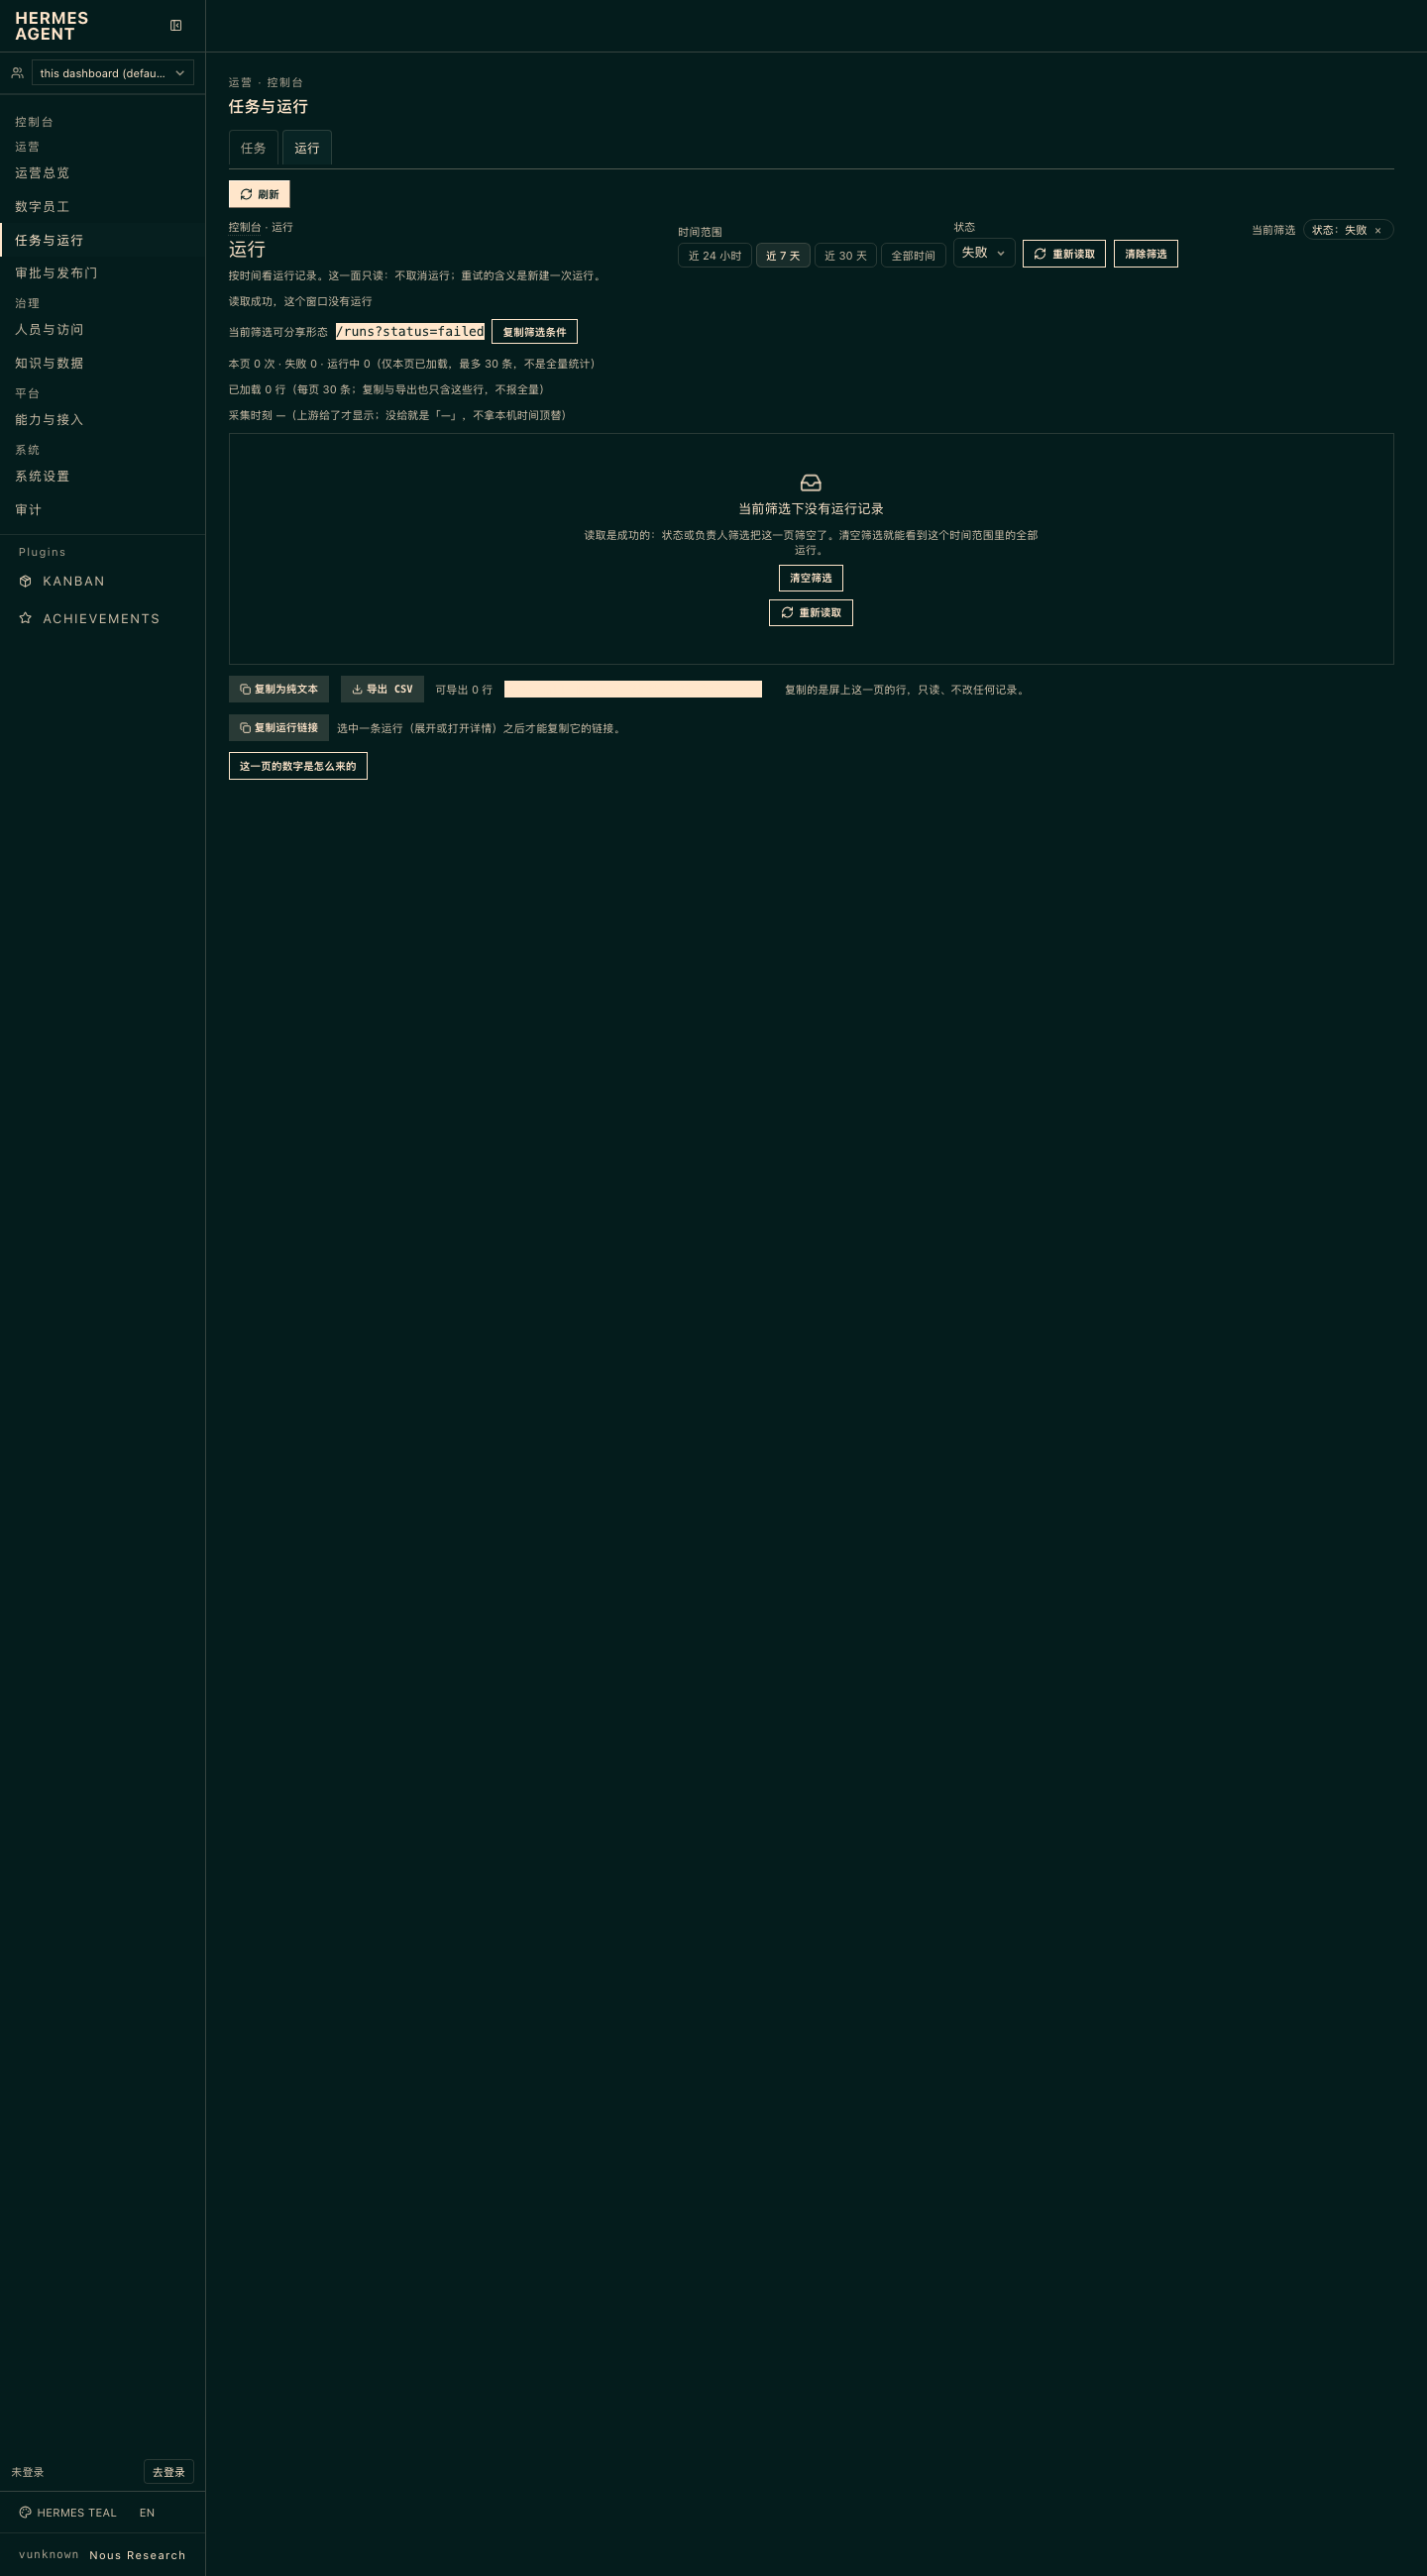 HERMES
AGENT
this dashboard (defau...
控制台
运营
运营总览
数字员工
任务与运行
审批与发布门
治理
人员与访问
知识与数据
平台
能力与接入
系统
系统设置
审计
Plugins
KANBAN
ACHIEVEMENTS
未登录
去登录
HERMES TEAL EN
vunknown Nous Research
运营 · 控制台
任务与运行
任务 运行
刷新
控制台 · 运行
运行
按时间看运行记录。这一面只读：不取消运行；重试的含义是新建一次运行。
时间范围
近 24 小时 近 7 天 近 30 天 全部时间
状态
失败
重新读取 清除筛选
当前筛选 状态：失败 ×
读取成功，这个窗口没有运行
当前筛选可分享形态 /runs?status=failed 复制筛选条件
本页 0 次 · 失败 0 · 运行中 0（仅本页已加载，最多 30 条，不是全量统计）
已加载 0 行（每页 30 条；复制与导出也只含这些行，不报全量）
采集时刻 —（上游给了才显示；没给就是「—」，不拿本机时间顶替）
当前筛选下没有运行记录
读取是成功的：状态或负责人筛选把这一页筛空了。清空筛选就能看到这个时间范围里的全部
运行。
清空筛选
重新读取
复制为纯文本 导出 CSV 可导出 0 行 复制的是屏上这一页的行，只读、不改任何记录。
复制运行链接 选中一条运行（展开或打开详情）之后才能复制它的链接。
这一页的数字是怎么来的